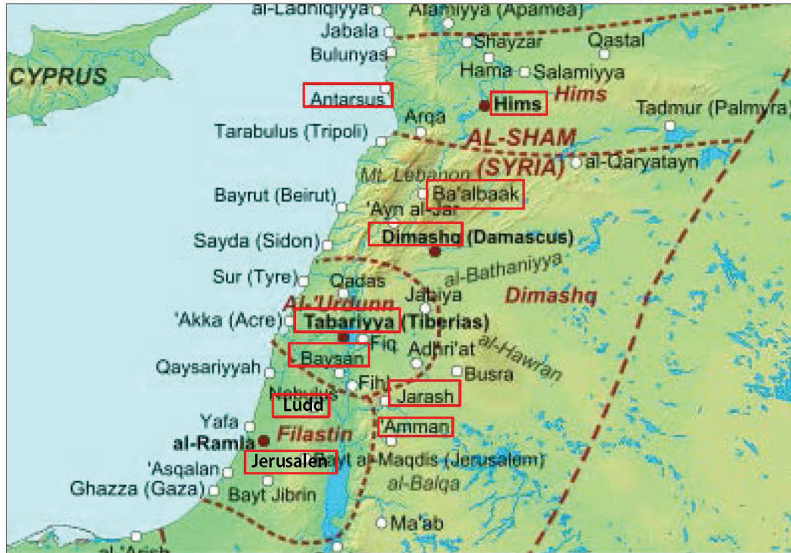 al-Ladhiqiyya
Afamiyya (Apamea)
Jabala
Shayzar
Qastal
Bulunyas
Hama
Salamiyya
CYPRUS
Hims
Antarsus
Hims
Tadmur (Palmyra)
Arqa
Tarabulus (Tripoli)
AL-SHAM
(SYRIA)
al-Qaryatayn
Mt. Lebanon
Ba'albaak
Bayrut (Beirut)
'Ayn al-Jar
Dimashq (Damascus)
Sayda (Sidon)
al-Bathaniyya
Sur (Tyre)
Qadas
Dimashq
Al-'Urdunn
Jabiya
'Akka (Acre)
Tabariyya (Tiberias)
Fiq
al-Hawran
Baysan
Adhri'at
Qaysariyyah
Busra
Fihl
Nabulus
Jarash
Ludd
Yafa
'Amman
al-Ramla
Filastin
Jerusalen
Bayt al-Maqdis (Jerusalem)
'Asqalan
al-Balqa
Ghazza (Gaza)
Bayt Jibrin
Ma'ab
al-'Arish